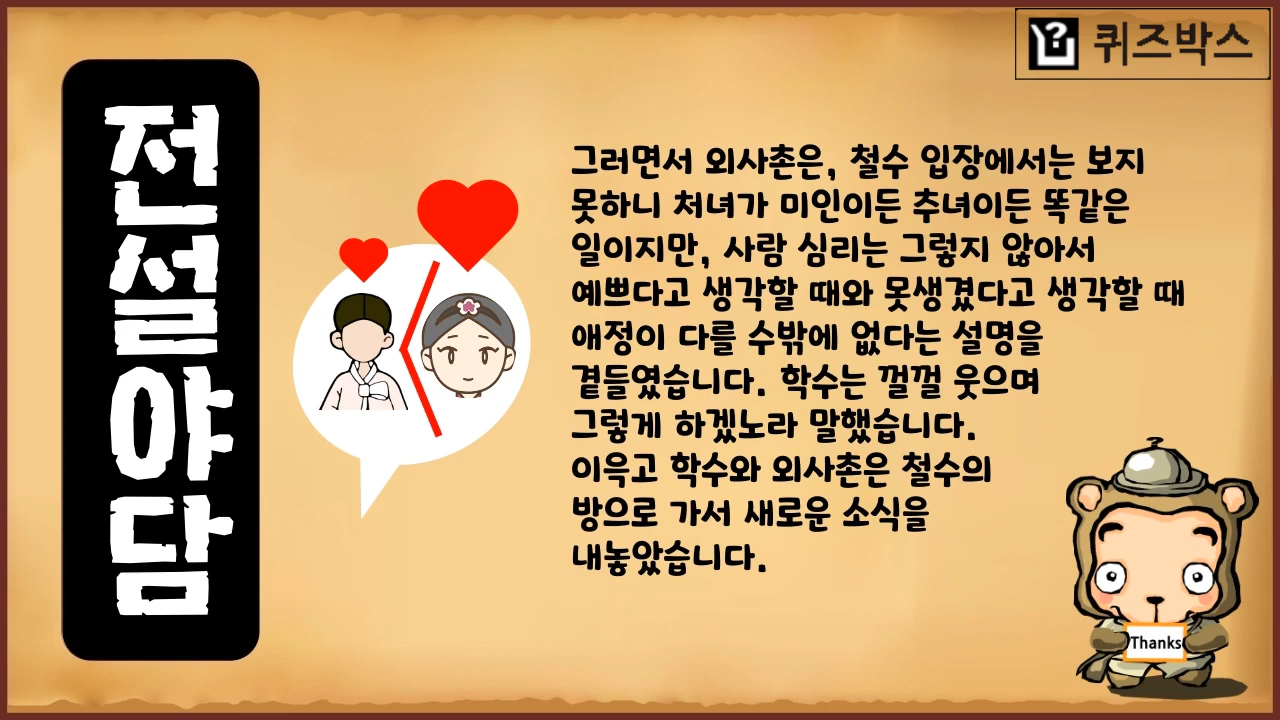 퀴즈박스
전설야담
그러면서 외사촌은, 철수 입장에서는 보지
못하니 처녀가 미인이든 추녀이든 똑같은
일이지만, 사람 심리는 그렇지 않아서
예쁘다고 생각할 때와 못생겼다고 생각할 때
애정이 다를 수밖에 없다는 설명을
곁들였습니다. 학수는 껄껄 웃으며
그렇게 하겠노라 말했습니다.
이윽고 학수와 외사촌은 철수의
방으로 가서 새로운 소식을
내놓았습니다.
Thanks